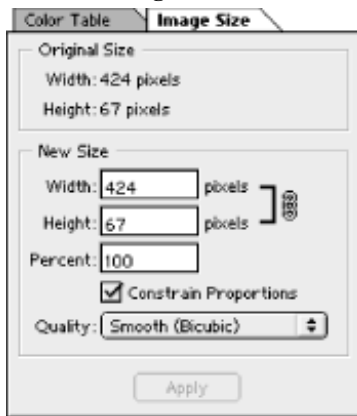 Color Table Image Size
Original Size
Width: 424 pixels
Height: 67 pixels
New Size
Width: 424 pixels
Height: 67 pixels
Percent: 100
Constrain Proportions
Quality: Smooth (Bicubic)
Apply